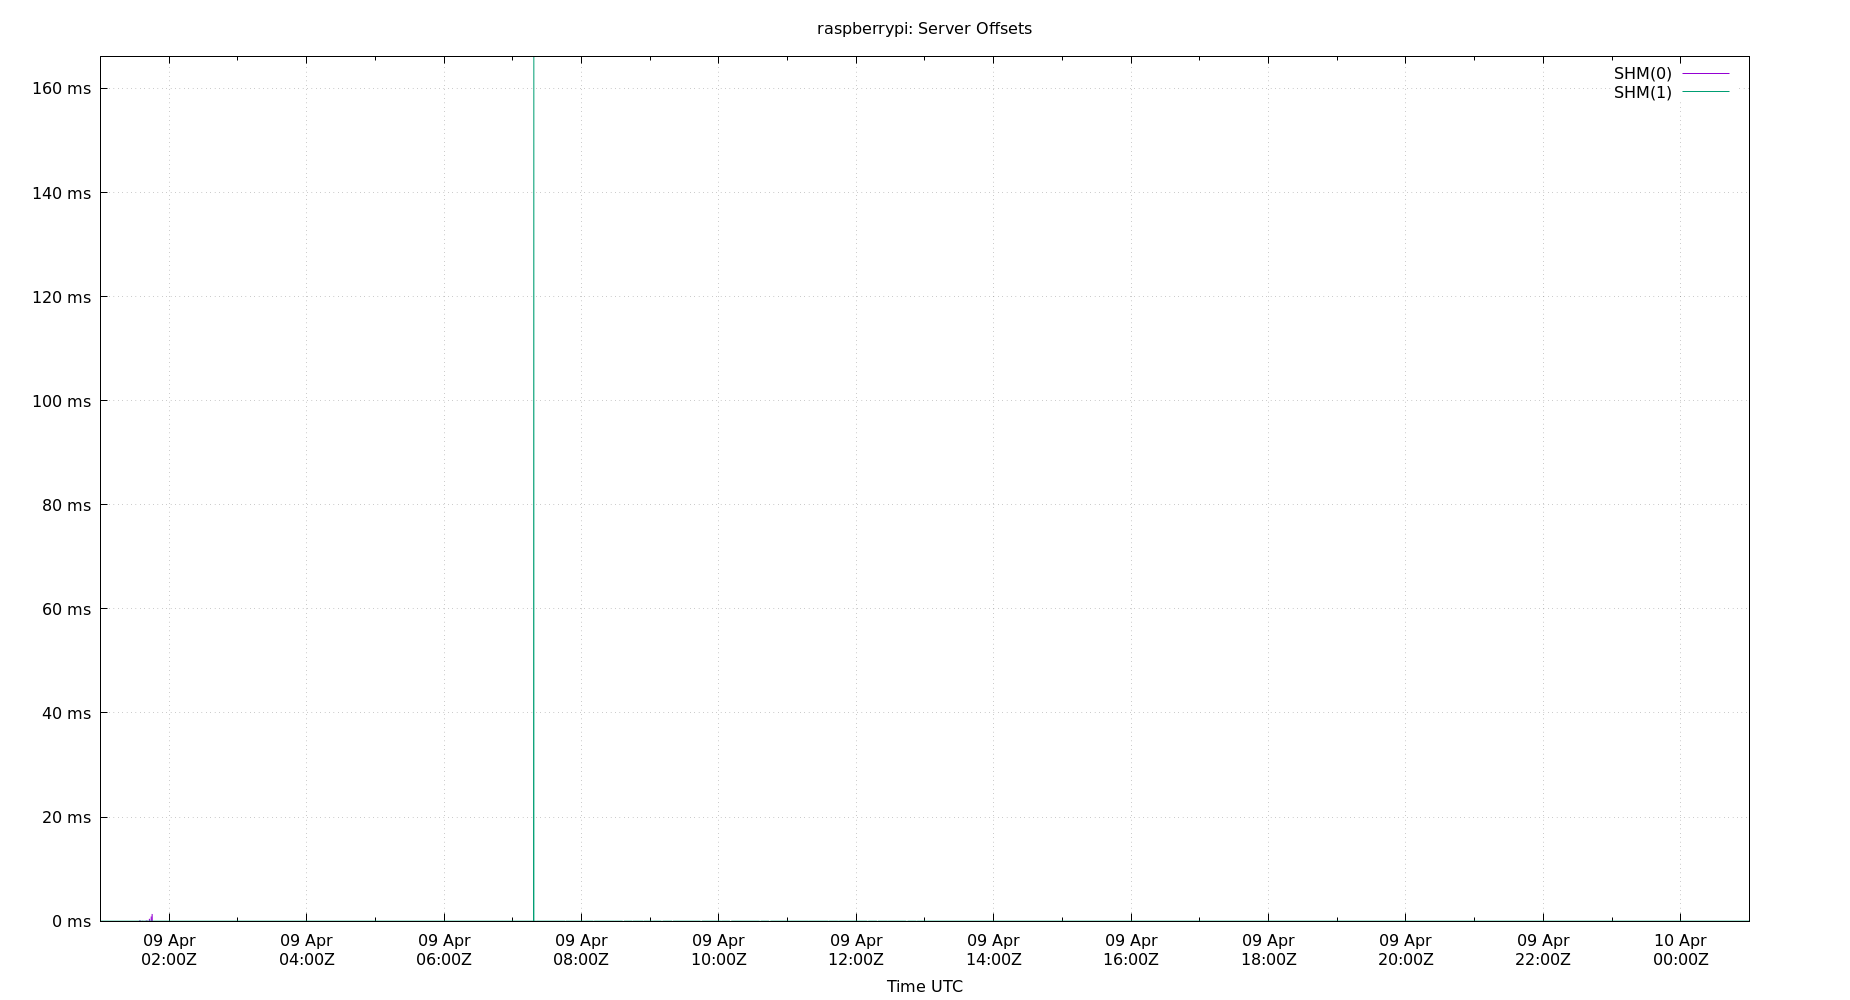 raspberrypi: Server Offsets
SHM(0)
SHM(1)
160 ms
140 ms
120 ms
100 ms
80 ms
60 ms
40 ms
20 ms
0 ms
09 Apr 09 Apr 09 Apr 09 Apr 09 Apr 09 Apr 09 Apr 09 Apr 09 Apr 09 Apr 09 Apr 10 Apr
02:00Z 04:00Z 06:00Z 08:00Z 10:00Z 12:00Z 14:00Z 16:00Z 18:00Z 20:00Z 22:00Z 00:00Z
Time UTC